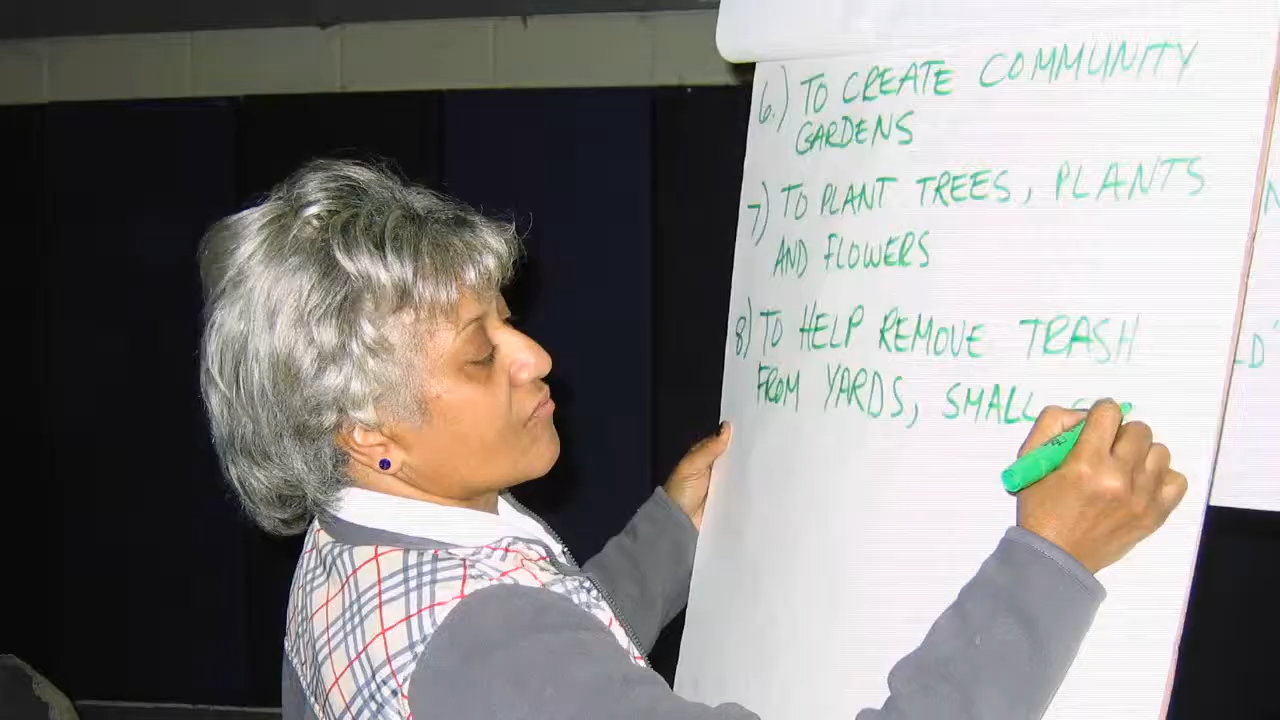 6.) TO CREATE COMMUNITY
GARDENS
7) TO PLANT TREES, PLANTS
AND FLOWERS
8) TO HELP REMOVE TRASH
FROM YARDS, SMALL